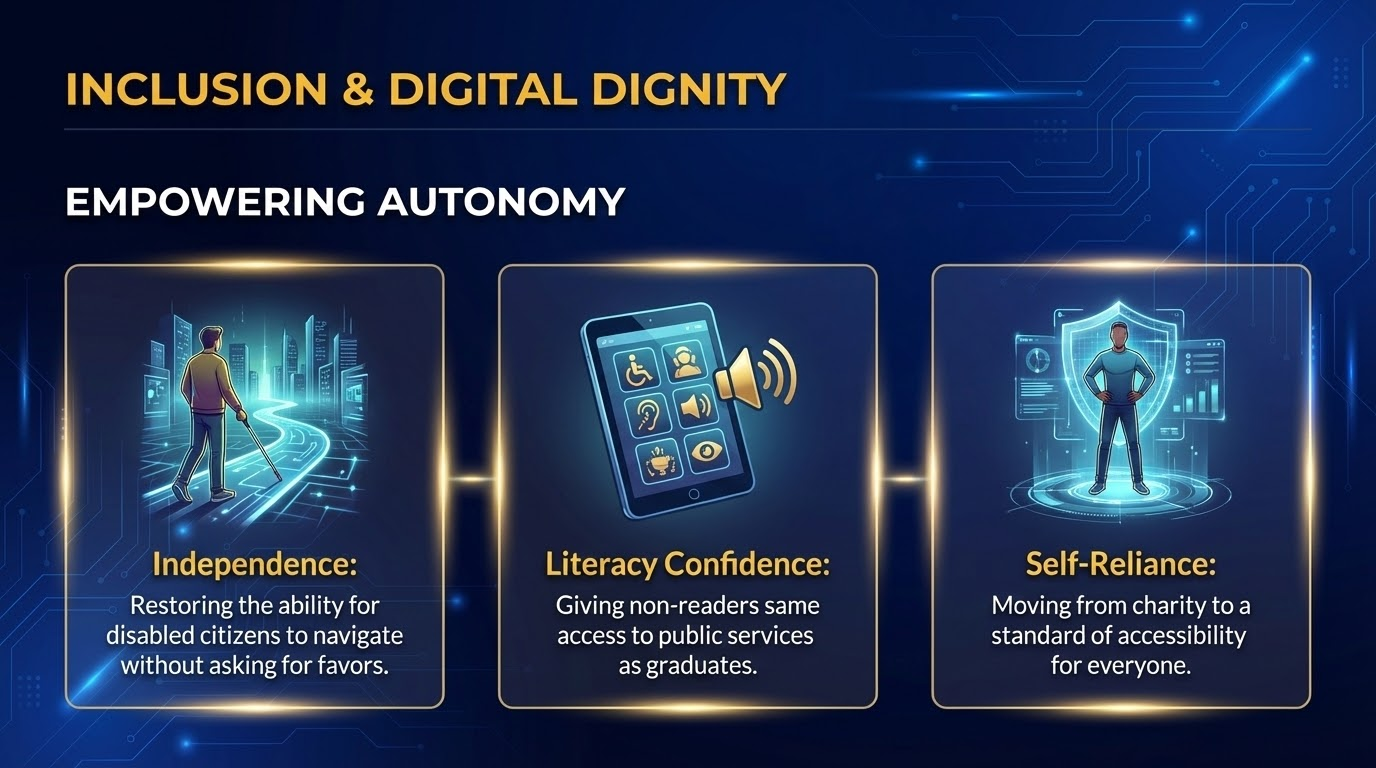 INCLUSION & DIGITAL DIGNITY
EMPOWERING AUTONOMY
Independence:
Restoring the ability for
disabled citizens to navigate
without asking for favors.
Literacy Confidence:
Giving non-readers same
access to public services
as graduates.
Self-Reliance:
Moving from charity to a
standard of accessibility
for everyone.